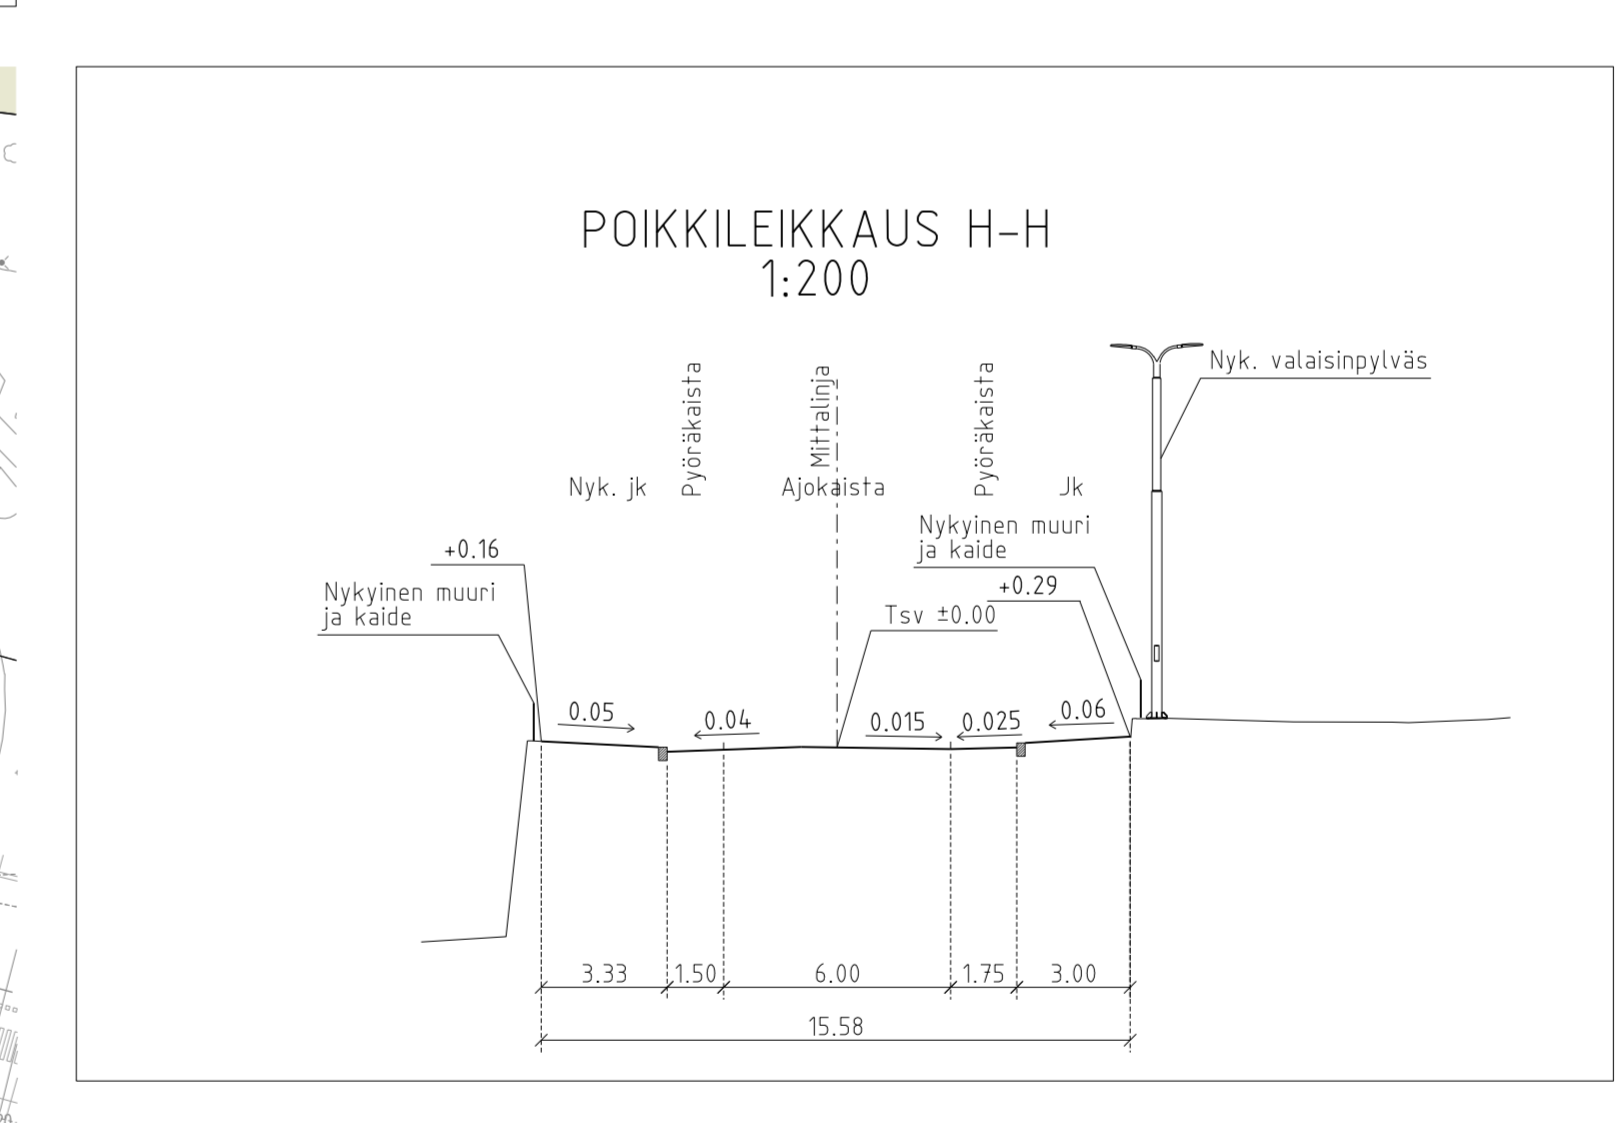 POIKKILEIKKAUS H-H
1:200
Nyk. valaisinpylväs
Pyöräkaista
Mittalinja
Pyöräkaista
Nyk. jk
Ajokaista
Jk
Nykyinen muuri
ja kaide
+0.16
+0.29
Nykyinen muuri
ja kaide
Tsv ±0.00
0.05
0.04
0.015
0.025
0.06
3.33
1.50
6.00
1.75
3.00
15.58